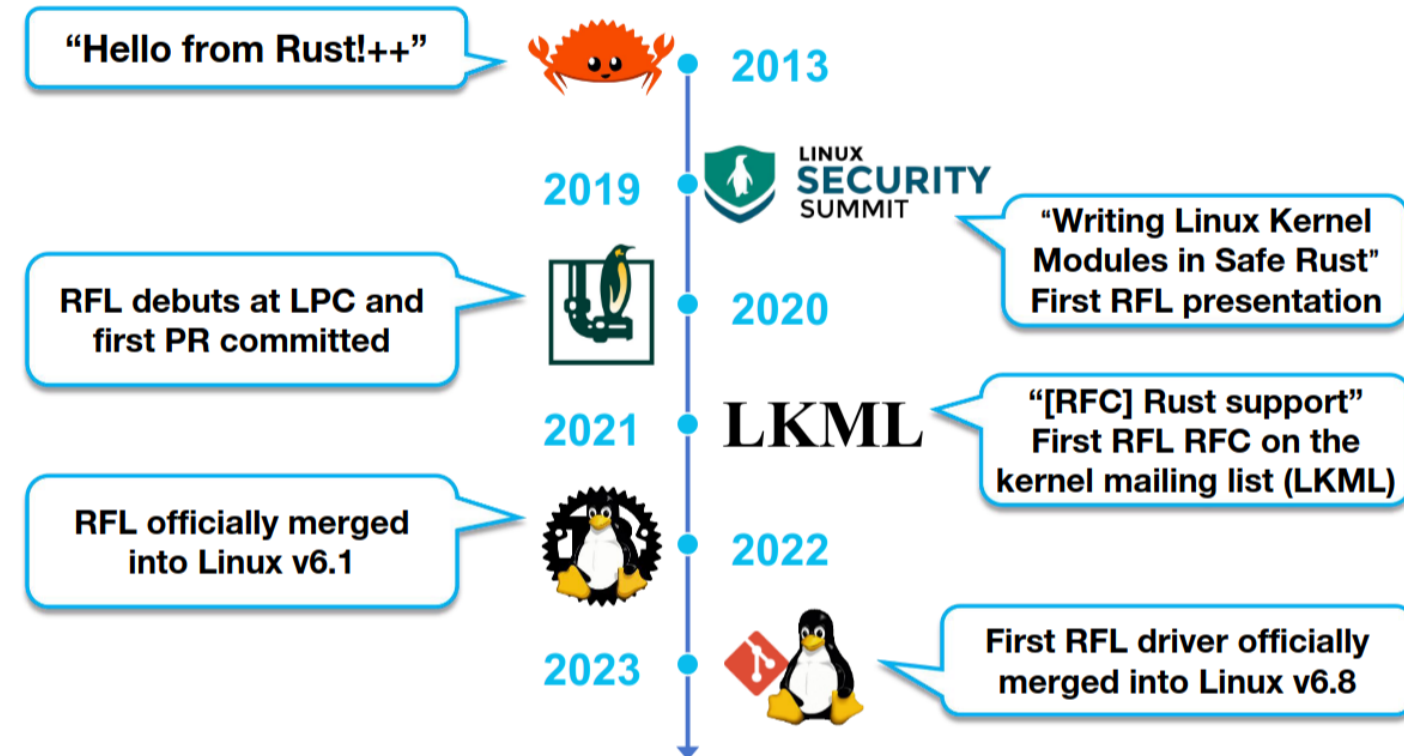 “Hello from Rust!++”
2013
2019
LINUX
SECURITY
SUMMIT
“Writing Linux Kernel
Modules in Safe Rust”
First RFL presentation
RFL debuts at LPC and
first PR committed
2020
2021
LKML
“[RFC] Rust support”
First RFL RFC on the
kernel mailing list (LKML)
RFL officially merged
into Linux v6.1
2022
2023
First RFL driver officially
merged into Linux v6.8